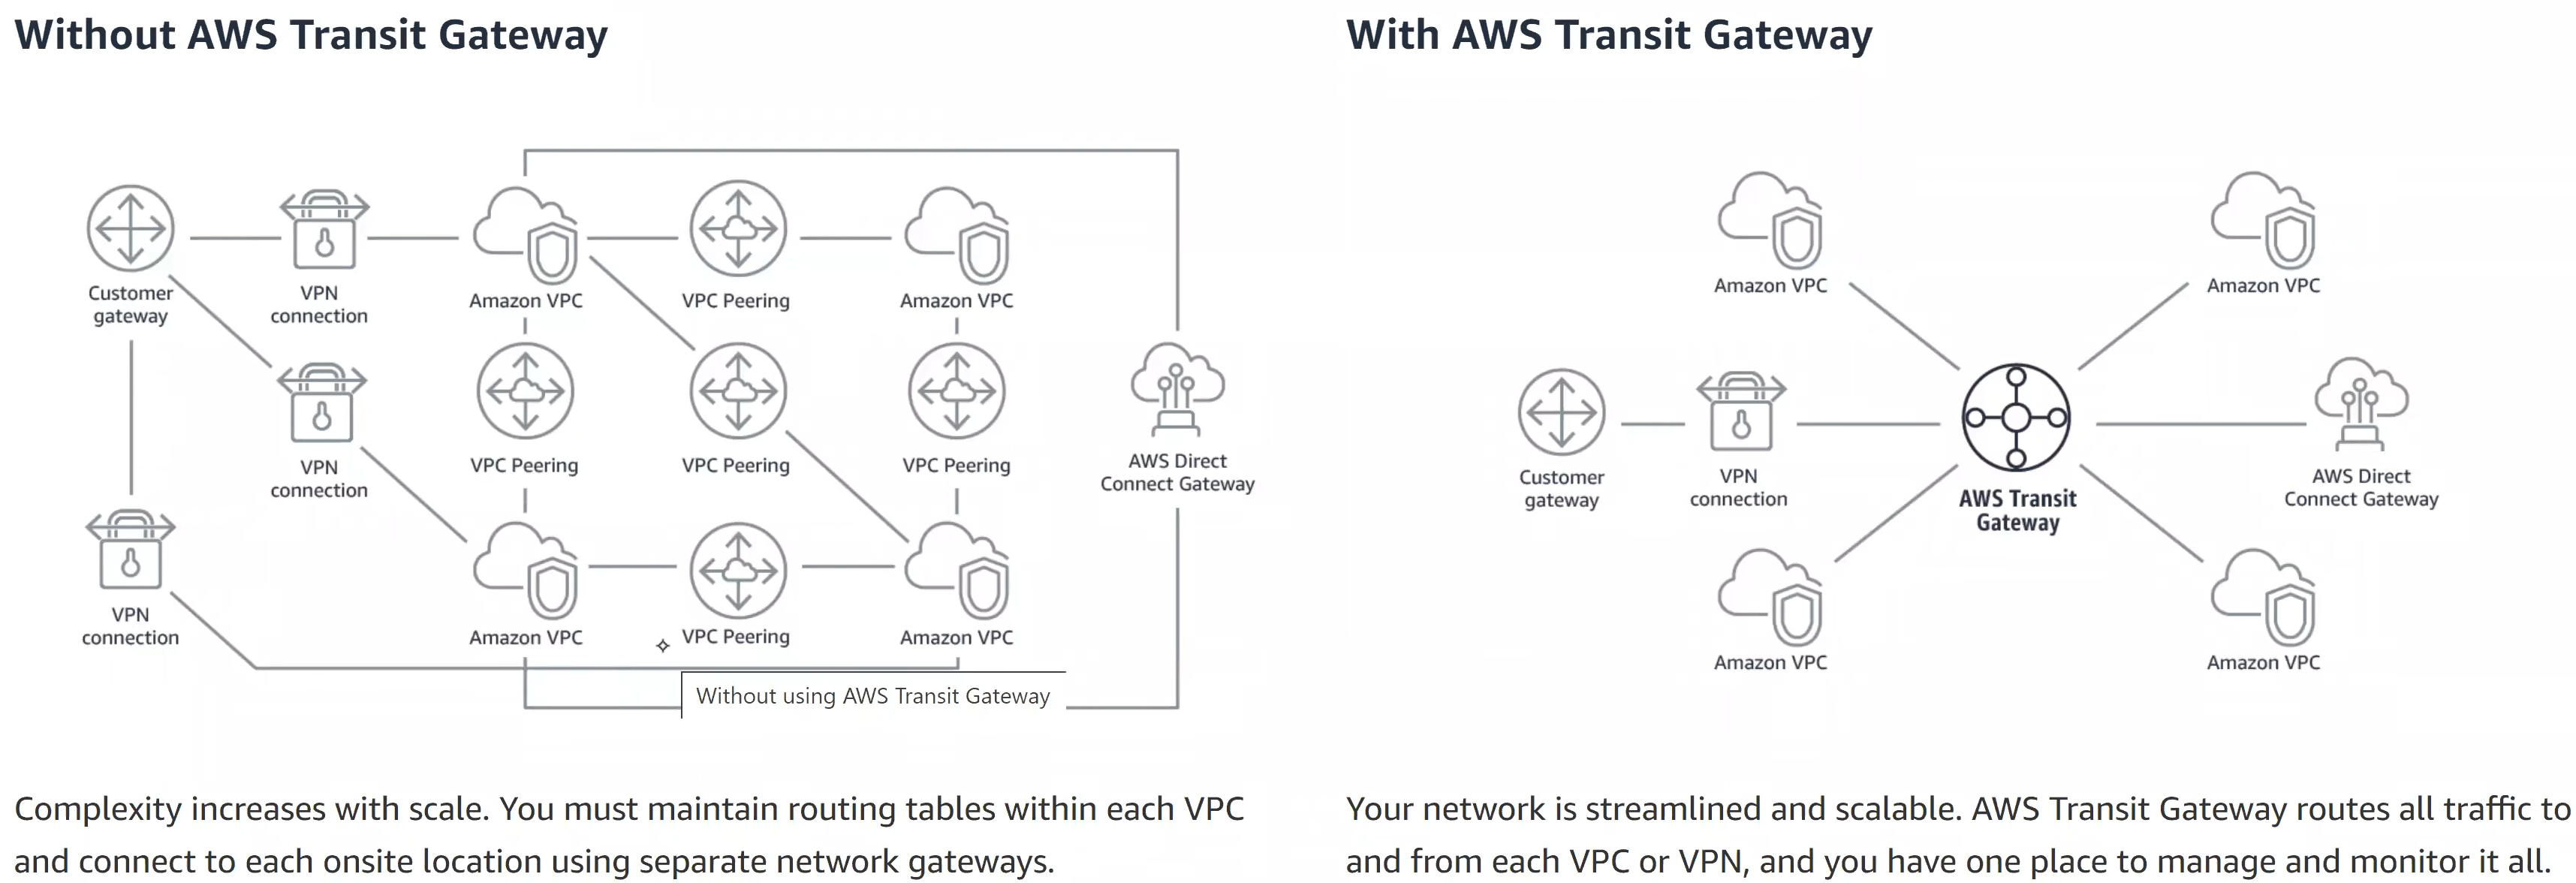 Without AWS Transit Gateway
Customer
gateway
VPN
connection
Amazon VPC
VPC Peering
Amazon VPC
VPN
connection
VPC Peering
VPC Peering
VPC Peering
AWS Direct
Connect Gateway
VPN
connection
Amazon VPC
VPC Peering
Amazon VPC
Without using AWS Transit Gateway
Complexity increases with scale. You must maintain routing tables within each VPC
and connect to each onsite location using separate network gateways.
With AWS Transit Gateway
Amazon VPC
Amazon VPC
Customer
gateway
VPN
connection
AWS Transit
Gateway
AWS Direct
Connect Gateway
Amazon VPC
Amazon VPC
Your network is streamlined and scalable. AWS Transit Gateway routes all traffic to
and from each VPC or VPN, and you have one place to manage and monitor it all.